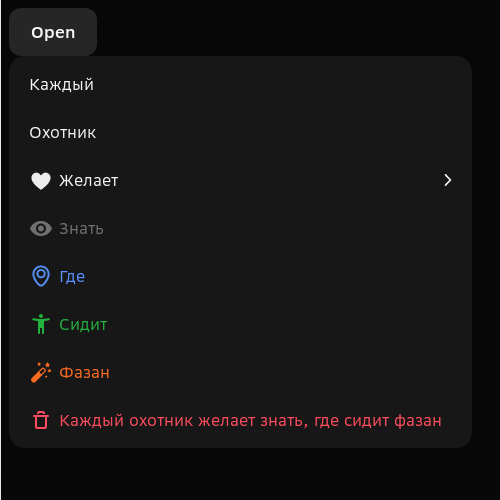 Open
Каждый
Охотник
Желает
Знать
Где
Сидит
Фазан
Каждый охотник желает знать, где сидит фазан